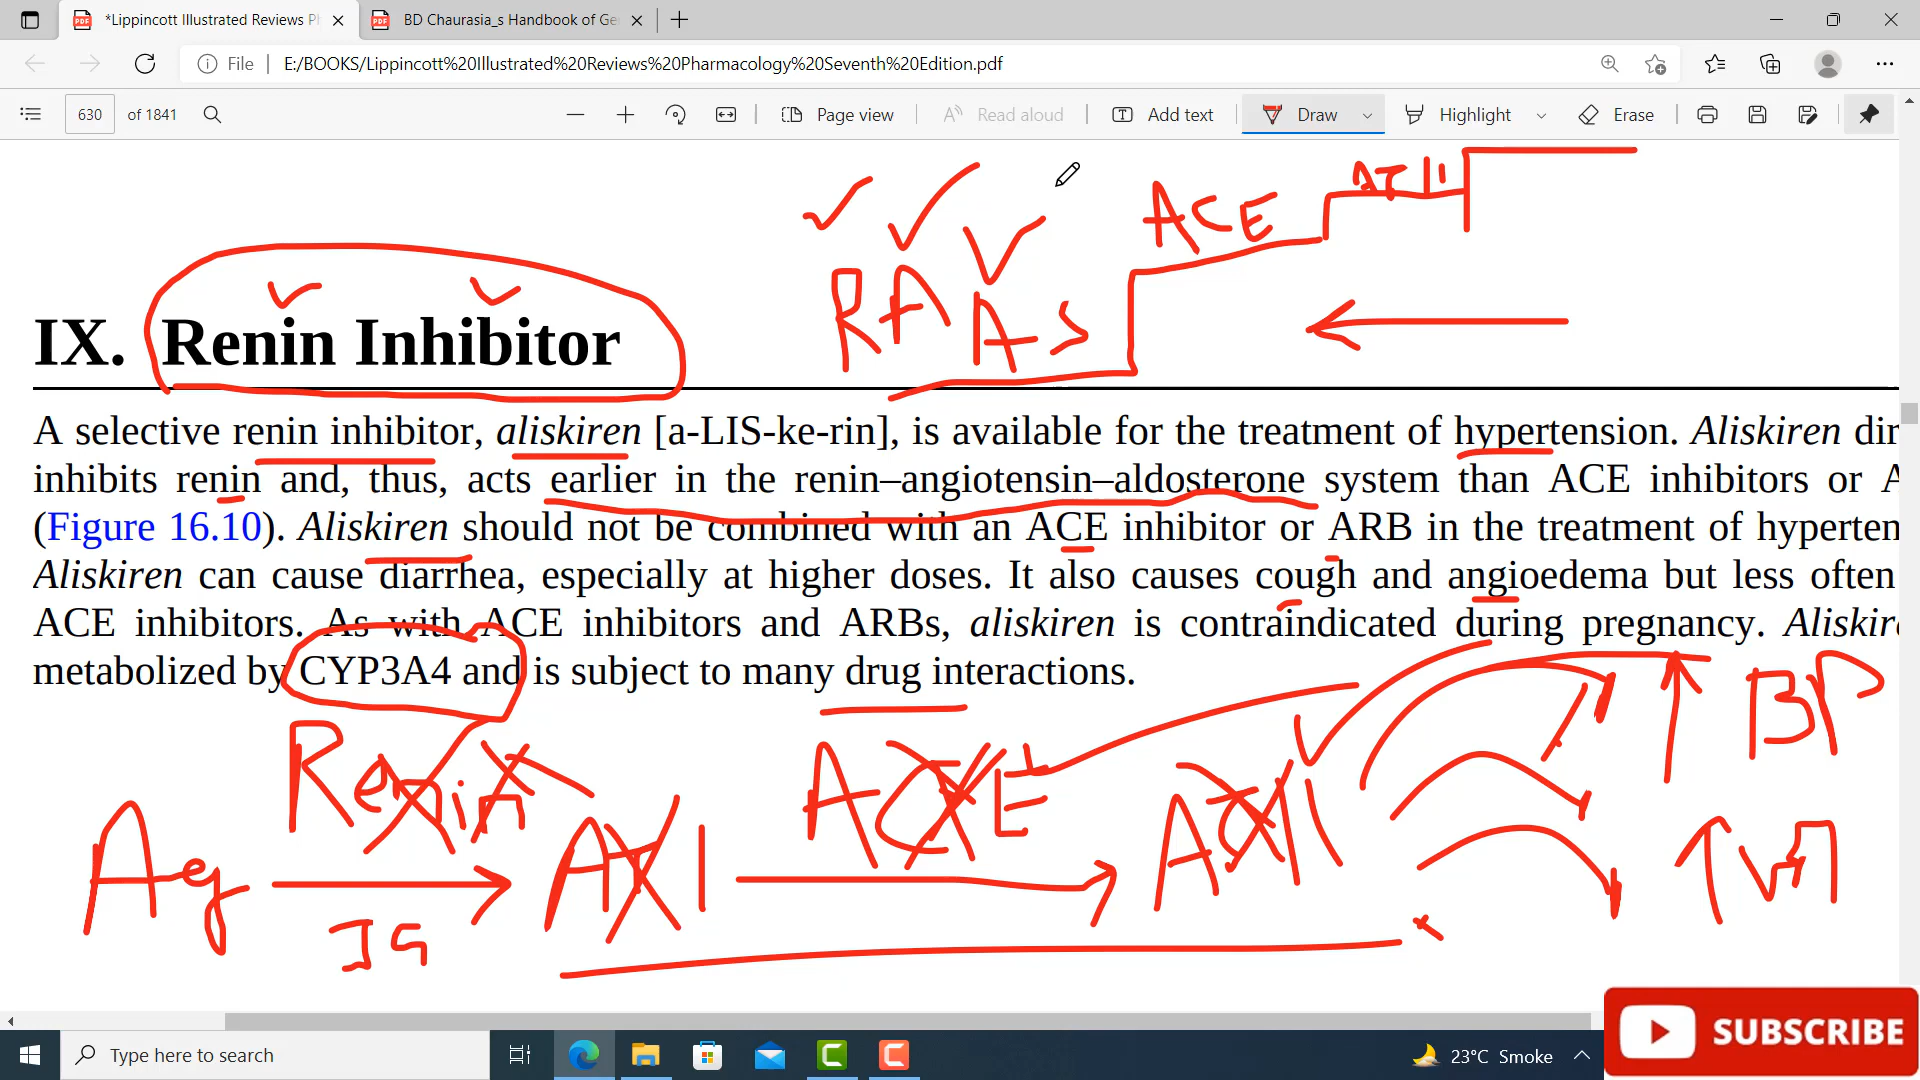 *Lippincott Illustrated Reviews P
BD Chaurasia_s Handbook of Ge
File
E:/BOOKS/Lippincott%20Illustrated%20Reviews%20Pharmacology%20Seventh%20Edition.pdf
630 of 1841
Page view
Read aloud
Add text
Draw
Highlight
Erase
ACE
RAAS
IX. Renin Inhibitor
A selective renin inhibitor, aliskiren [a-LIS-ke-rin], is available for the treatment of hypertension. Aliskiren dir
inhibits renin and, thus, acts earlier in the renin–angiotensin–aldosterone system than ACE inhibitors or A
(Figure 16.10). Aliskiren should not be combined with an ACE inhibitor or ARB in the treatment of hyperten
Aliskiren can cause diarrhea, especially at higher doses. It also causes cough and angioedema but less often
ACE inhibitors. As with ACE inhibitors and ARBs, aliskiren is contraindicated during pregnancy. Aliskir
metabolized by CYP3A4 and is subject to many drug interactions.
BP
Renin
ACE
JG
Type here to search
23°C Smoke
SUBSCRIBE